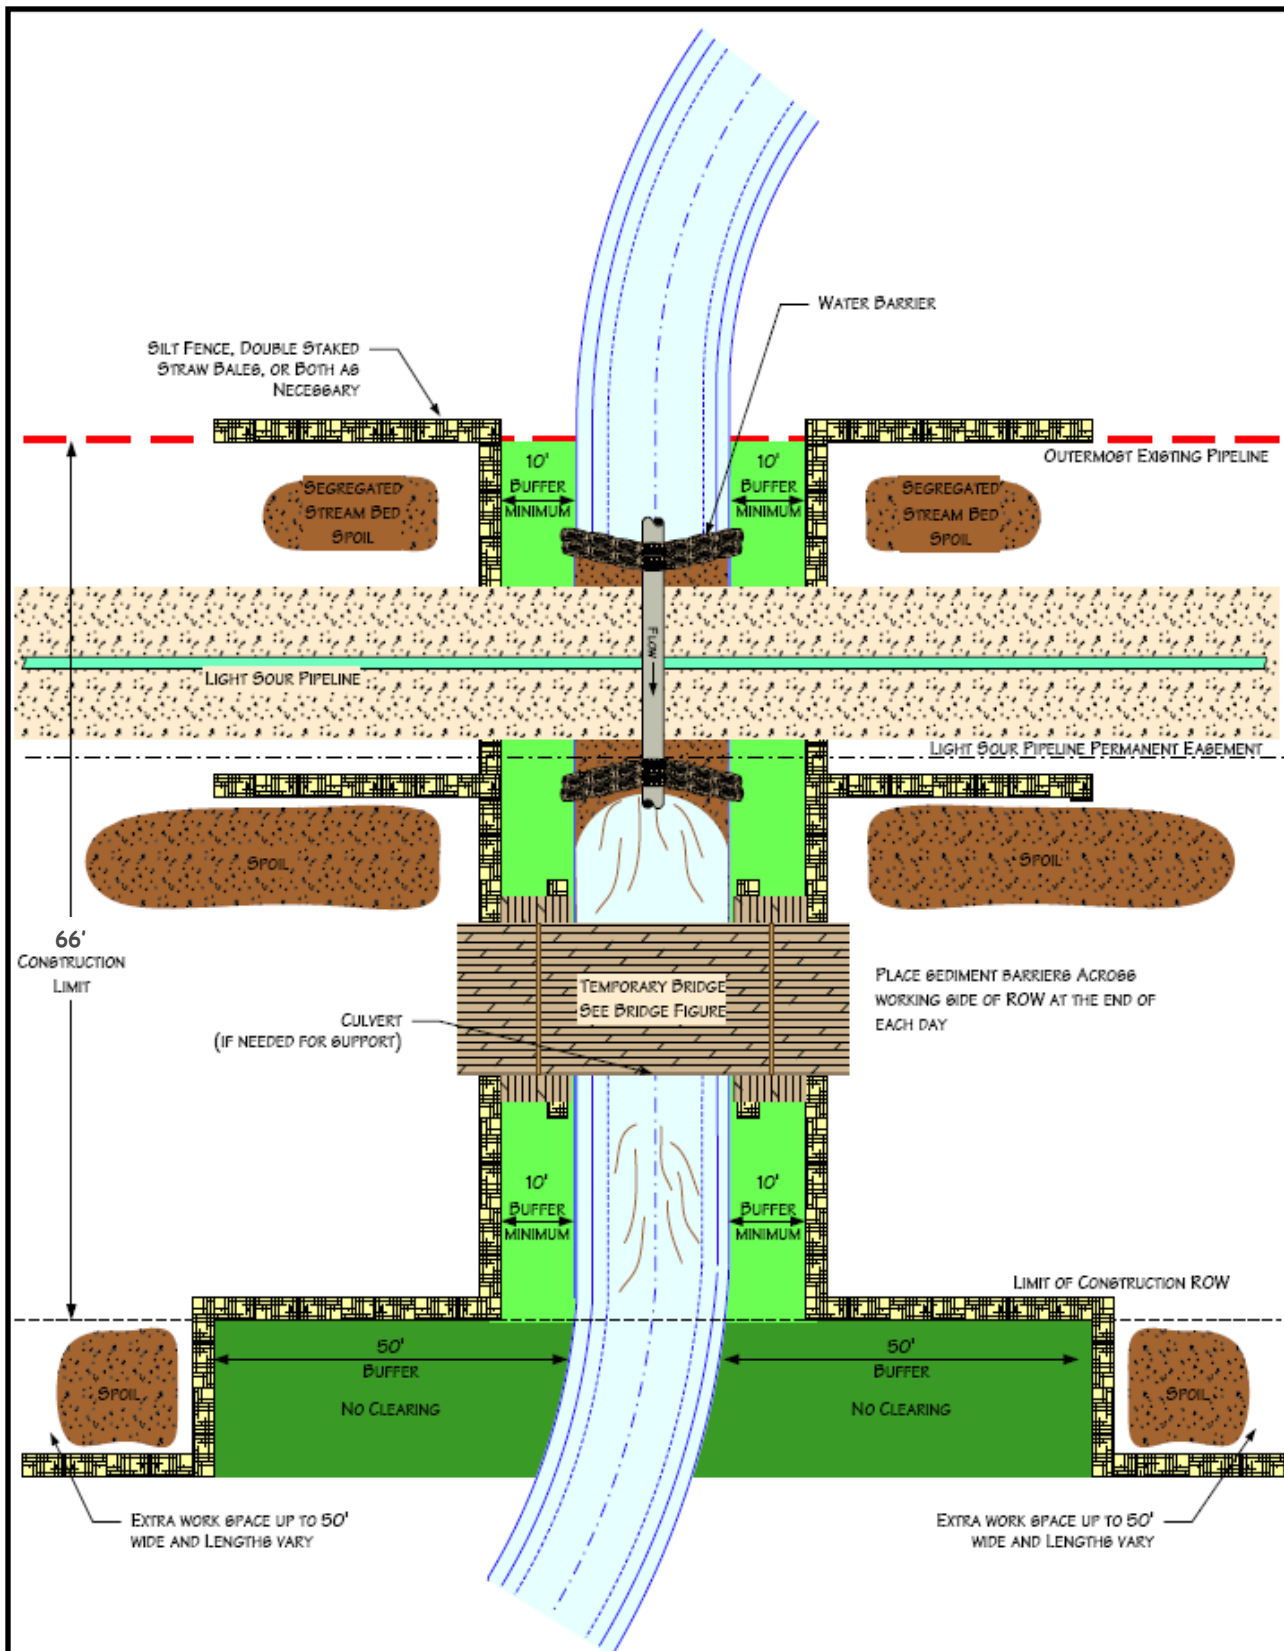 WATER BARRIER
SILT FENCE, DOUBLE STAKED
STRAW BALES, OR BOTH AS
NECESSARY
OUTERMOST EXISTING PIPELINE
10'
BUFFER
MINIMUM
10'
BUFFER
MINIMUM
SEGREGATED
STREAM BED
SPOIL
SEGREGATED
STREAM BED
SPOIL
FLOW
LIGHT SOUR PIPELINE
LIGHT SOUR PIPELINE PERMANENT EASEMENT
SPOIL
SPOIL
66'
CONSTRUCTION
LIMIT
TEMPORARY BRIDGE
SEE BRIDGE FIGURE
PLACE SEDIMENT BARRIERS ACROSS
WORKING SIDE OF ROW AT THE END OF
EACH DAY
CULVERT
(IF NEEDED FOR SUPPORT)
10'
BUFFER
MINIMUM
10'
BUFFER
MINIMUM
LIMIT OF CONSTRUCTION ROW
50'
BUFFER
NO CLEARING
50'
BUFFER
NO CLEARING
SPOIL
SPOIL
EXTRA WORK SPACE UP TO 50'
WIDE AND LENGTHS VARY
EXTRA WORK SPACE UP TO 50'
WIDE AND LENGTHS VARY